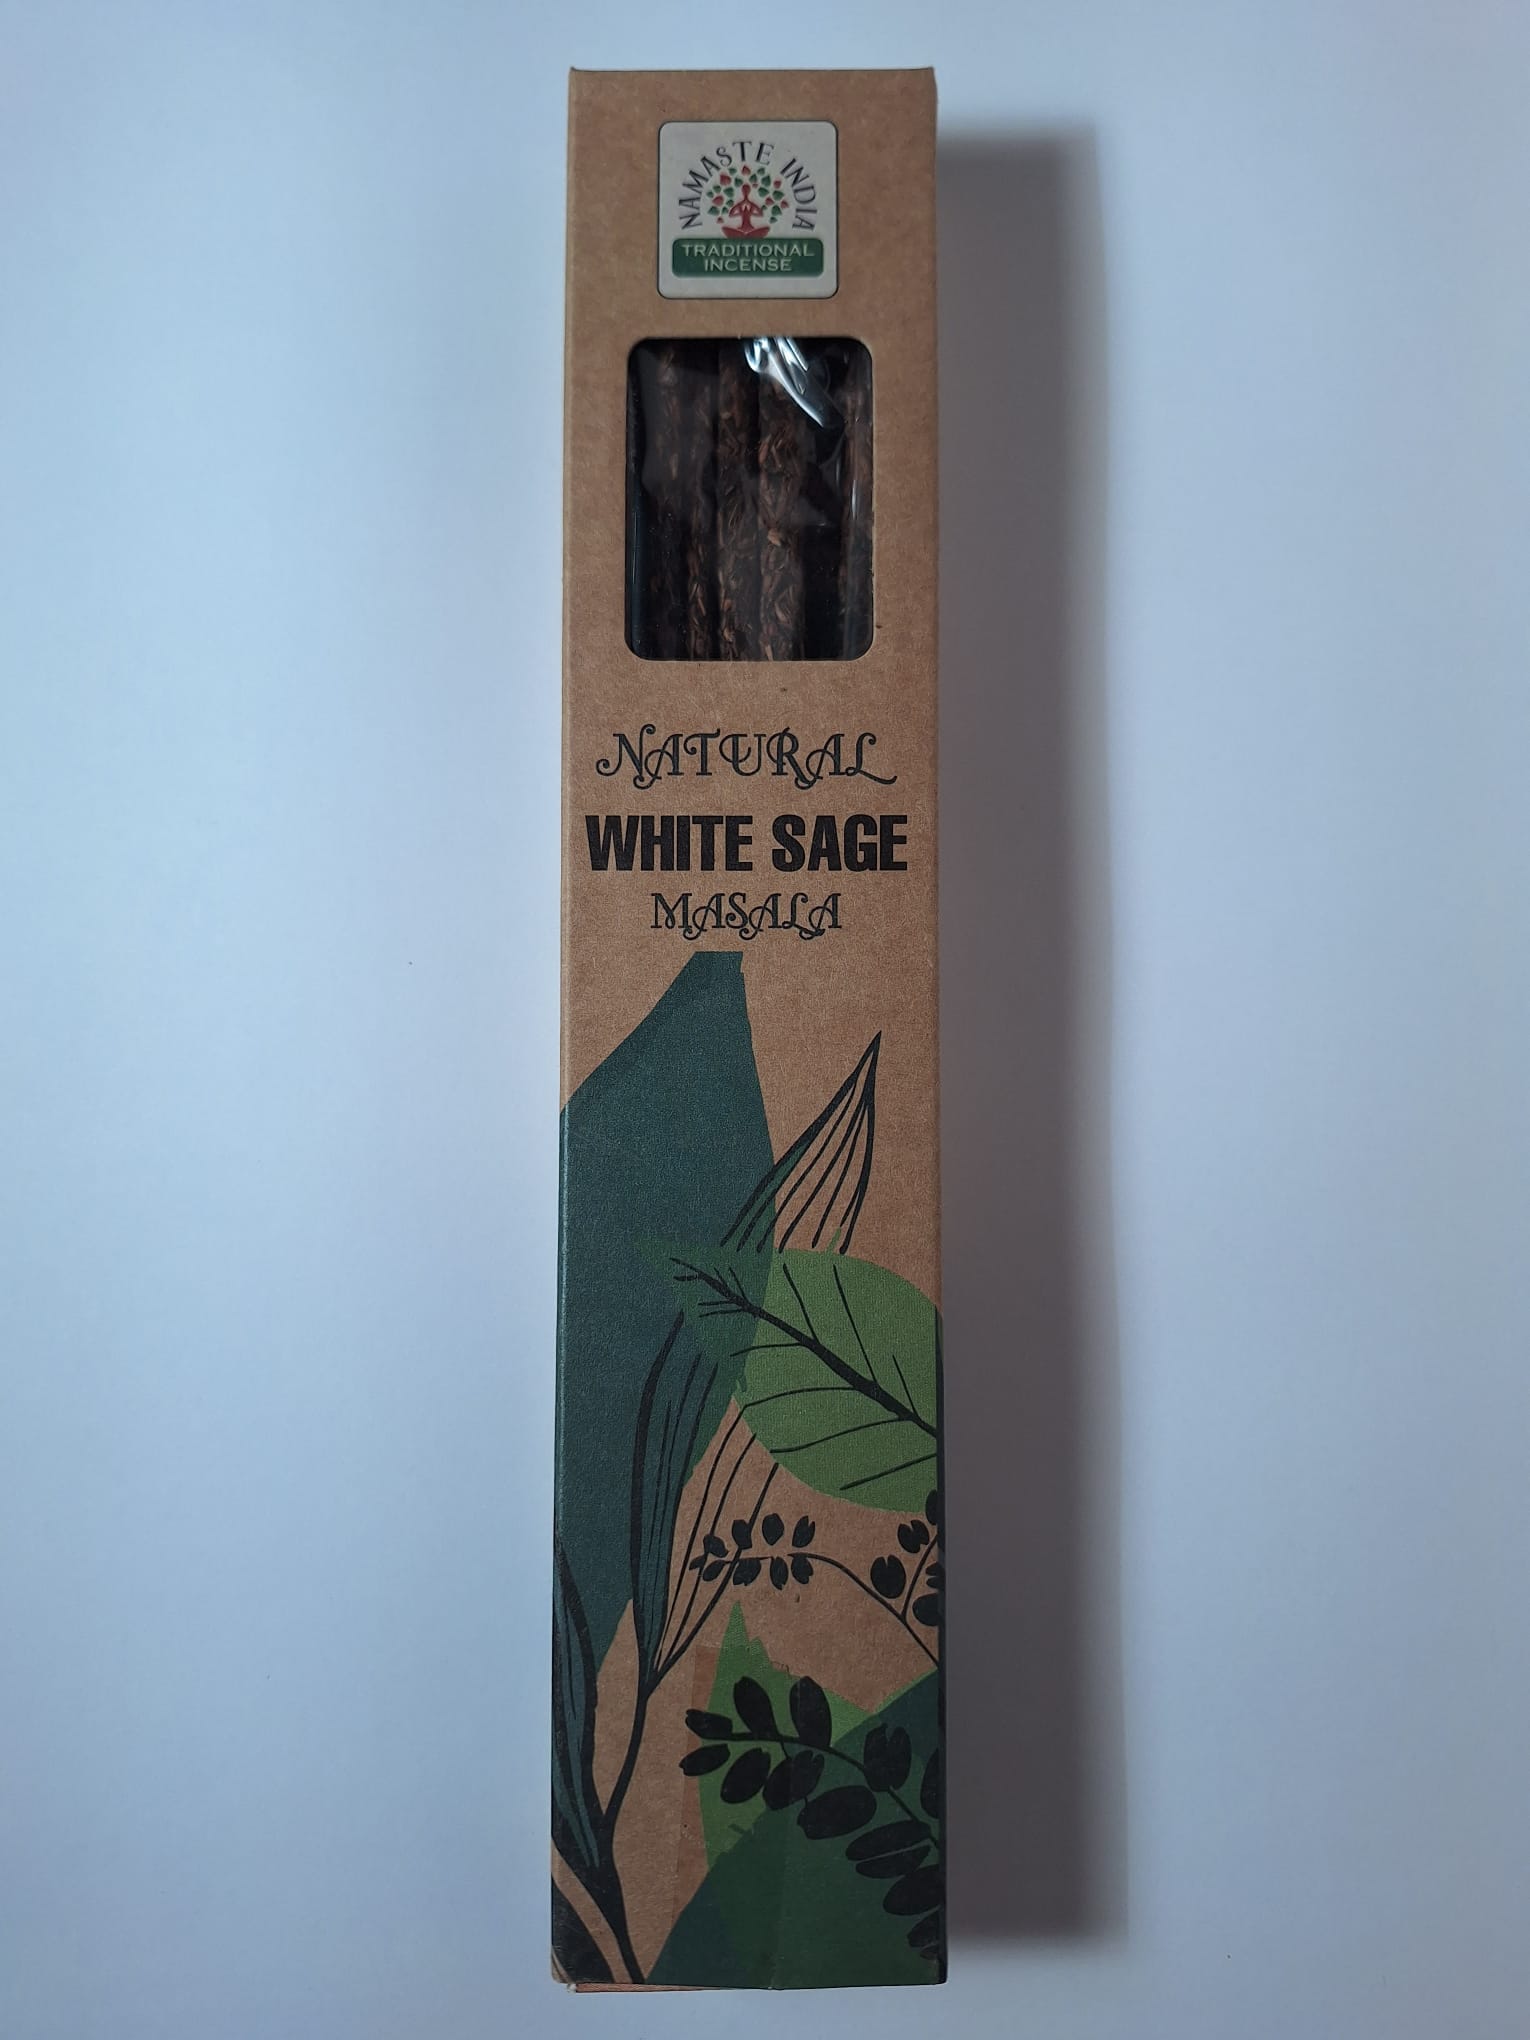 NAMASTE INDIA
TRADITIONAL
INCENSE
NATURAL
WHITE SAGE
MASALA